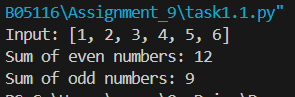 B05116\Assignment_9\task1.1.py"
Input: [1, 2, 3, 4, 5, 6]
Sum of even numbers: 12
Sum of odd numbers: 9